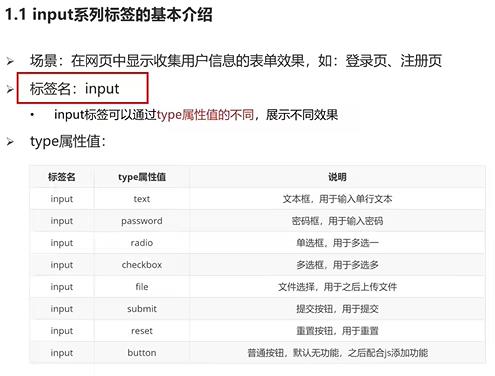 1.1 input系列标签的基本介绍
场景：在网页中显示收集用户信息的表单效果，如：登录页、注册页
标签名：input
input标签可以通过type属性值的不同，展示不同效果
type属性值：
标签名 type属性值 说明
input text 文本框，用于输入单行文本
input password 密码框，用于输入密码
input radio 单选框，用于多选一
input checkbox 多选框，用于多选多
input file 文件选择，用于之后上传文件
input submit 提交按钮，用于提交
input reset 重置按钮，用于重置
input button 普通按钮，默认无功能，之后配合js添加功能